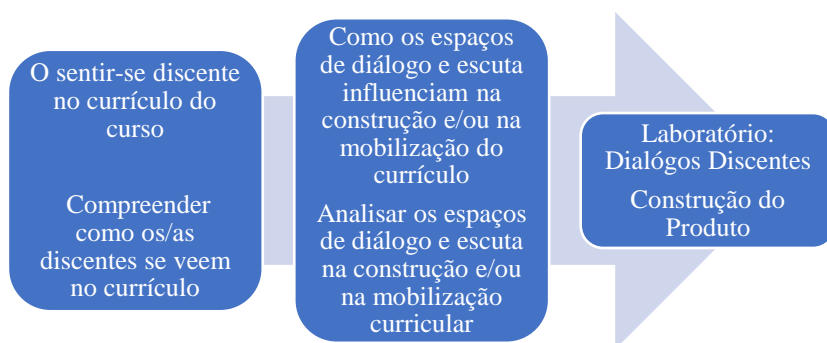 O sentir-se discente
no currículo do
curso
Compreender
como os/as
discentes se veem
no currículo
Como os espaços
de diálogo e escuta
influenciam na
construção e/ou na
mobilização do
currículo
Analisar os espaços
de diálogo e escuta
na construção e/ou
na mobilização
curricular
Laboratório:
Dialógos Discentes
Construção do
Produto